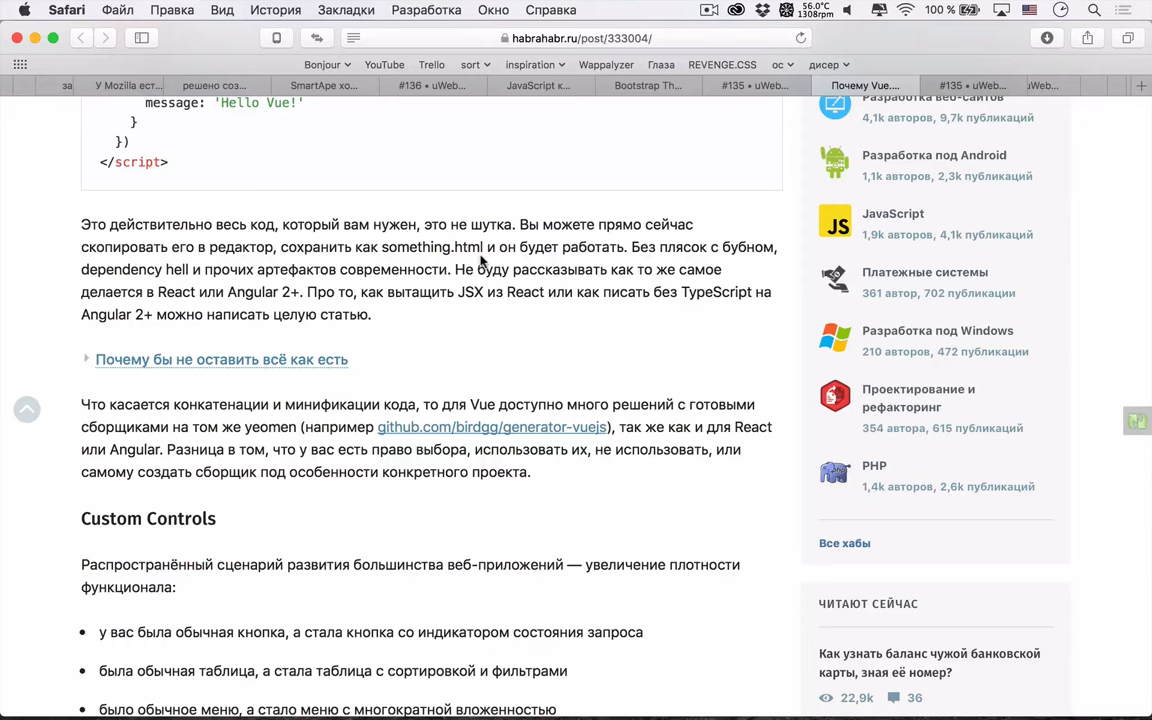 Safari Файл Правка Вид История Закладки Разработка Окно Справка 56.0°C 1308rpm 100 %
habrahabr.ru/post/333004/
Bonjour YouTube Trello sort inspiration Wappalyzer Глаза REVENGE.CSS ос дисер
за У Mozilla ест... решено соз... SmartApe хо... #136 • uWeb... JavaScript к... Bootstrap Th... #135 • uWeb... Почему Vue.... #135 • uWeb... uWeb...
message: 'Hello Vue!'
}
})
</script>
Это действительно весь код, который вам нужен, это не шутка. Вы можете прямо сейчас
скопировать его в редактор, сохранить как something.html и он будет работать. Без плясок с бубном,
dependency hell и прочих артефактов современности. Не буду рассказывать как то же самое
делается в React или Angular 2+. Про то, как вытащить JSX из React или как писать без TypeScript на
Angular 2+ можно написать целую статью.
Почему бы не оставить всё как есть
Что касается конкатенации и минификации кода, то для Vue доступно много решений с готовыми
сборщиками на том же yeomen (например github.com/birdgg/generator-vuejs), так же как и для React
или Angular. Разница в том, что у вас есть право выбора, использовать их, не использовать, или
самому создать сборщик под особенности конкретного проекта.
Custom Controls
Распространённый сценарий развития большинства веб-приложений — увеличение плотности
функционала:
• у вас была обычная кнопка, а стала кнопка со индикатором состояния запроса
• была обычная таблица, а стала таблица с сортировкой и фильтрами
• было обычное меню, а стало меню с многократной вложенностью
Разработка веб-сайтов
4,1k авторов, 9,7k публикаций
Разработка под Android
1,1k авторов, 2,3k публикаций
JS
JavaScript
1,9k авторов, 4,1k публикаций
Платежные системы
361 автор, 702 публикации
Разработка под Windows
210 авторов, 472 публикации
Проектирование и
рефакторинг
354 автора, 615 публикаций
PHP
1,4k авторов, 2,6k публикаций
Все хабы
ЧИТАЮТ СЕЙЧАС
Как узнать баланс чужой банковской
карты, зная её номер?
22,9k 36